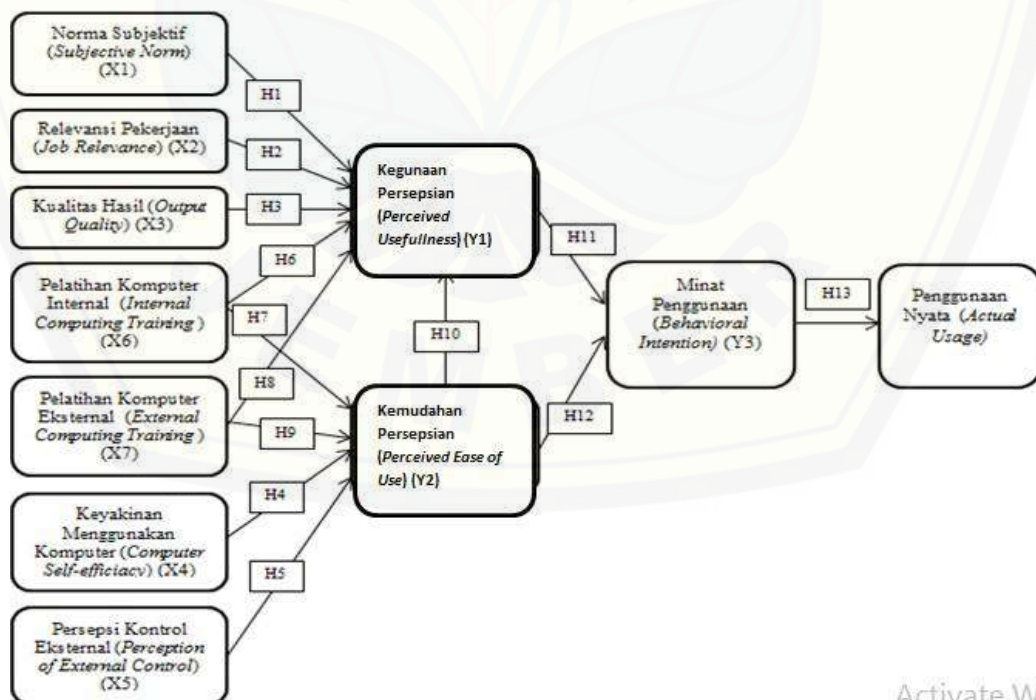 Norma Subjektif
(Subjective Norm)
(X1)
Relevansi Pekerjaan
(Job Relevance) (X2)
Kualitas Hasil (Output
Quality) (X3)
Pelatihan Komputer
Internal (Internal
Computing Training )
(X6)
Pelatihan Komputer
Eksternal (External
Computing Training )
(X7)
Keyakinan
Menggunakan
Komputer (Computer
Self-efficiacv) (X4)
Persepsi Kontrol
Eksternal (Perception
of External Control)
(X5)
H1
H2
H3
H6
H7
H8
H9
H4
H5
Kegunaan
Persepsian
(Perceived
Usefullness) (Y1)
H10
Kemudahan
Persepsian
(Perceived Ease of
Use) (Y2)
H11
H12
Minat
Penggunaan
(Behavioral
Intention) (Y3)
H13
Penggunaan
Nyata (Actual
Usage)
EMBER
Activate W